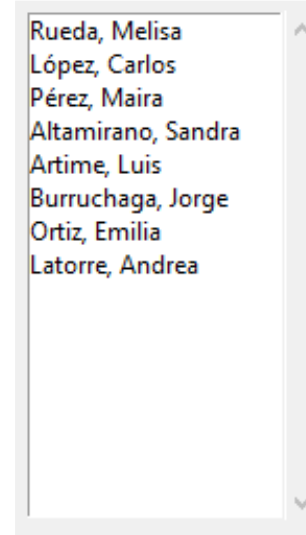 Rueda, Melisa
López, Carlos
Pérez, Maira
Altamirano, Sandra
Artime, Luis
Burruchaga, Jorge
Ortiz, Emilia
Latorre, Andrea